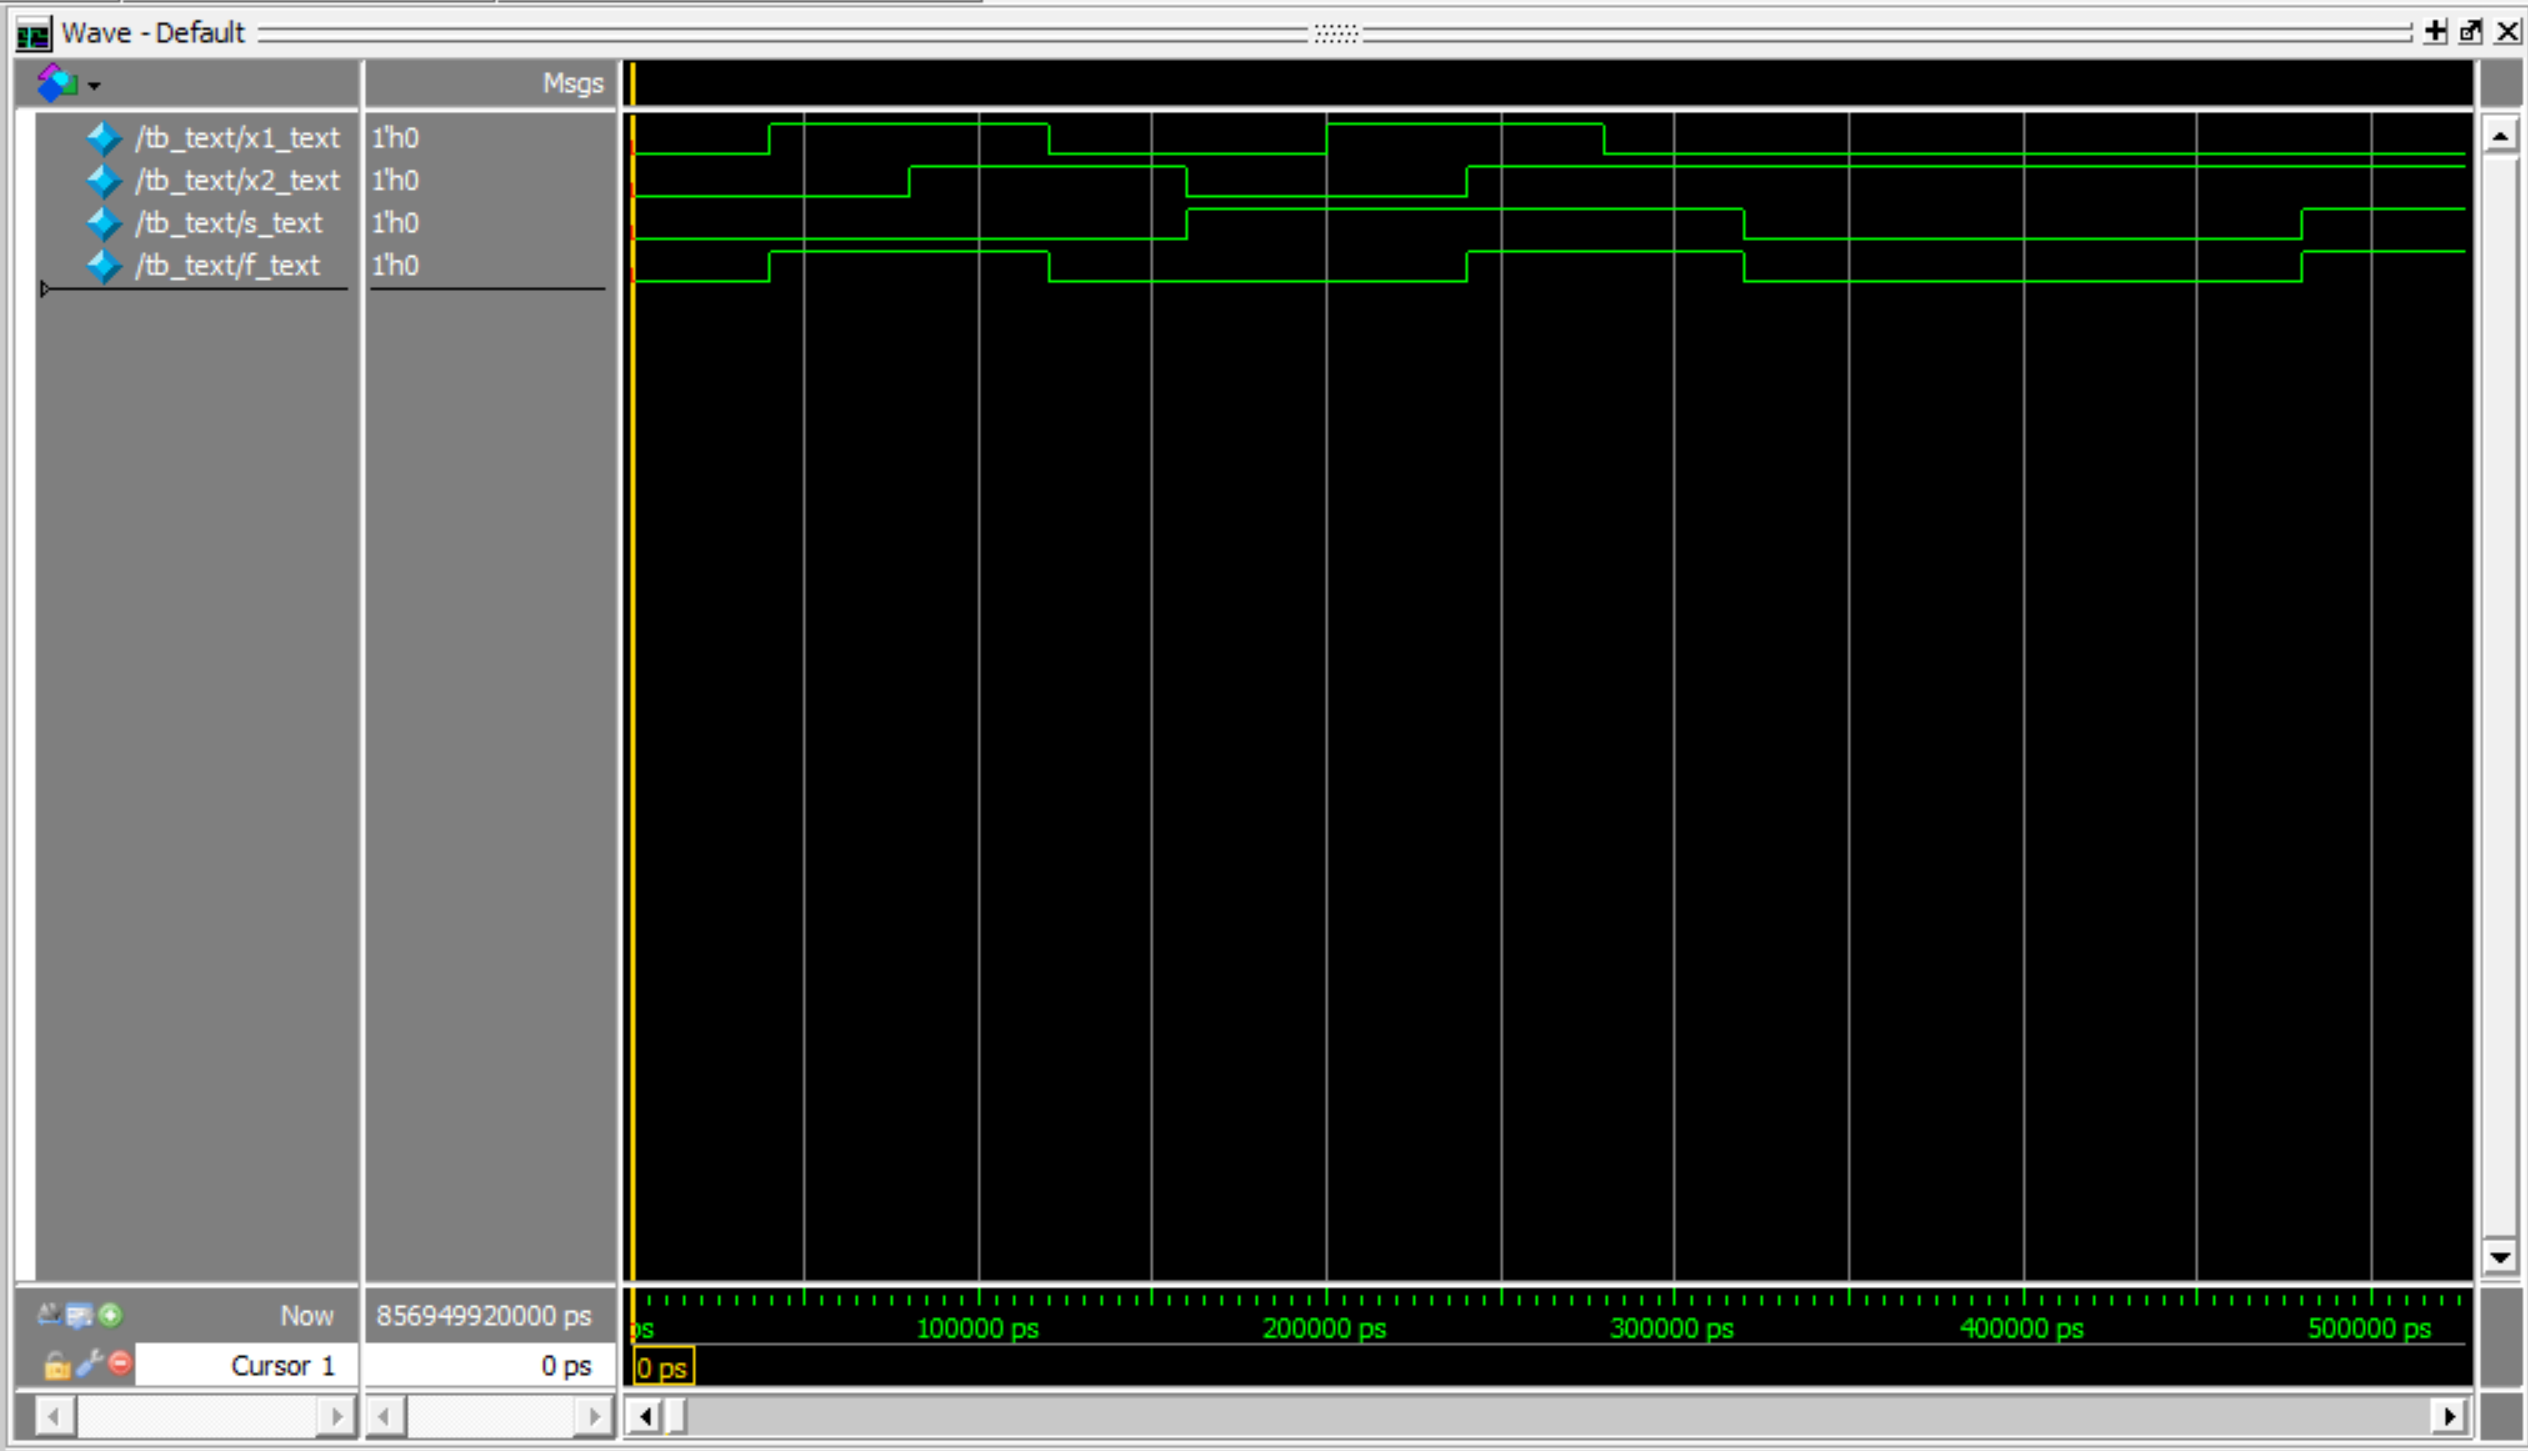 Wave - Default
Msgs
/tb_text/x1_text 1'h0
/tb_text/x2_text 1'h0
/tb_text/s_text 1'h0
/tb_text/f_text 1'h0
Now 856949920000 ps
ps 100000 ps 200000 ps 300000 ps 400000 ps 500000 ps
Cursor 1 0 ps
0 ps